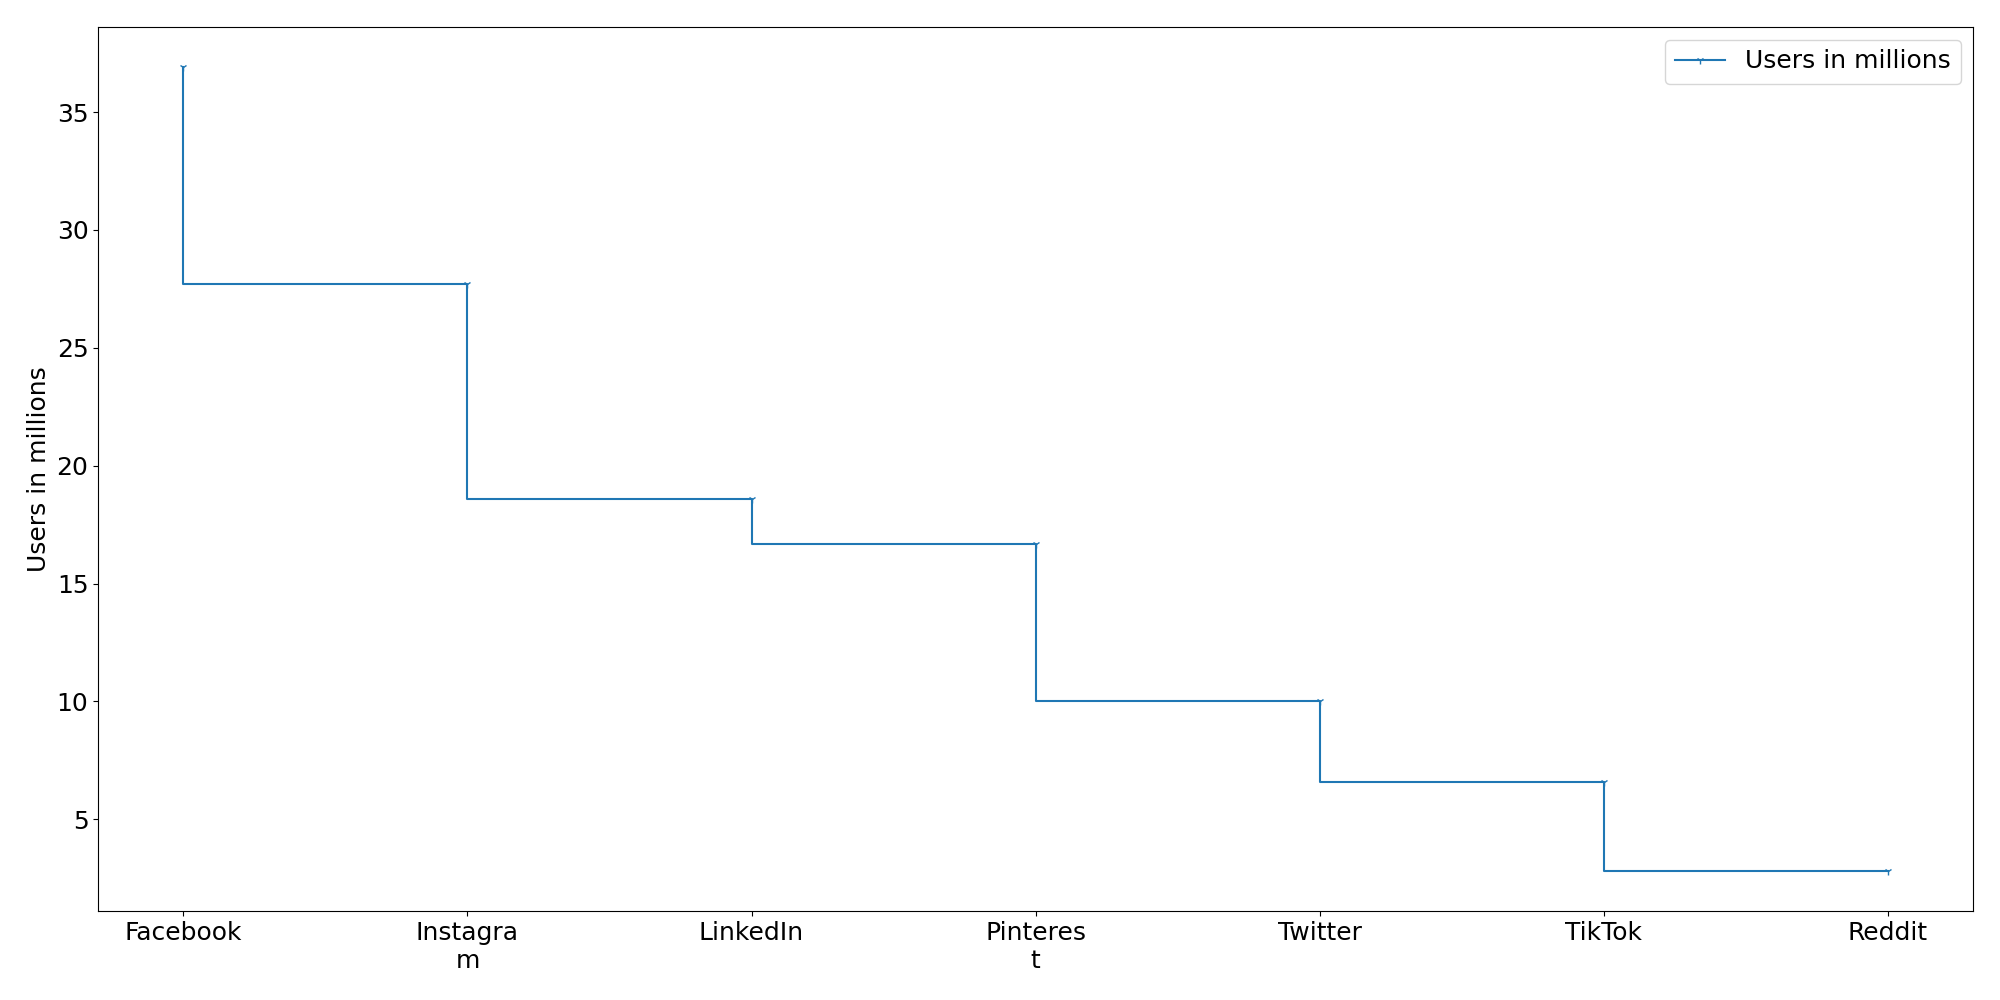 Users in millions
35
30
25
20
15
10
5
Users in millions
Facebook
Instagra
m
LinkedIn
Pinteres
t
Twitter
TikTok
Reddit